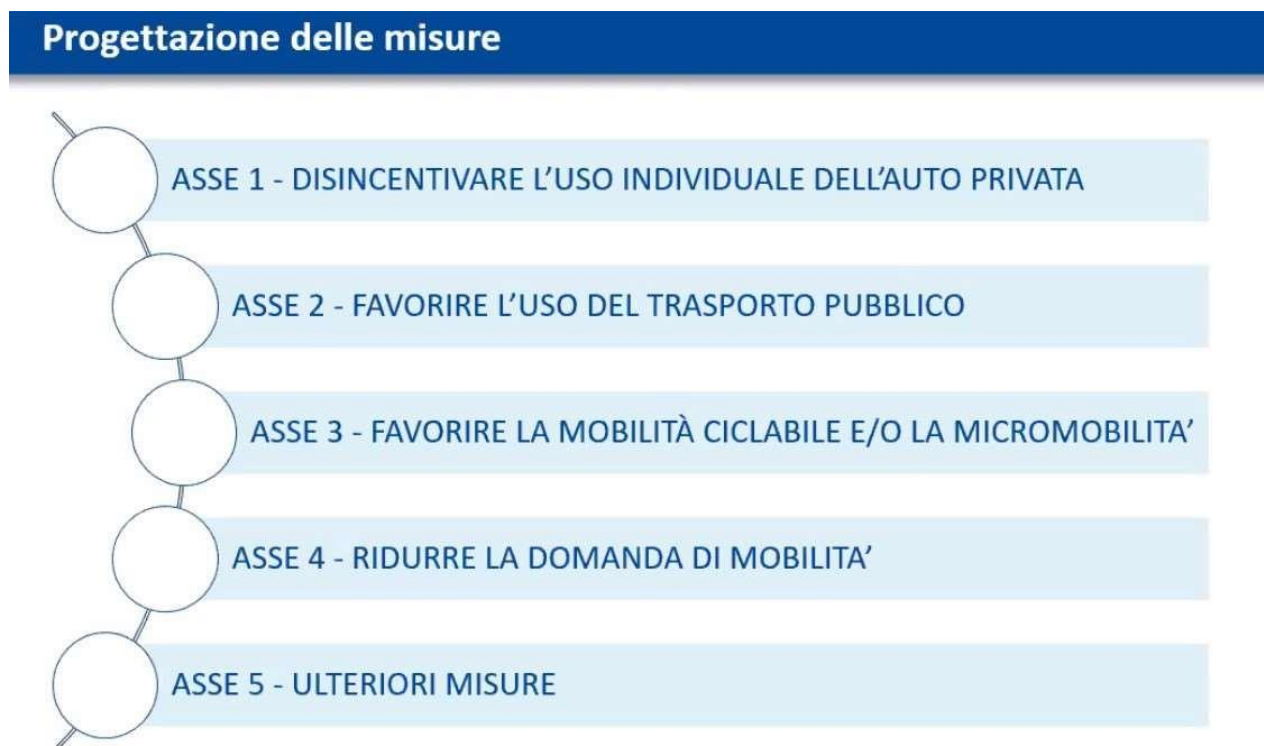 Progettazione delle misure
ASSE 1 - DISINCENTIVARE L’USO INDIVIDUALE DELL’AUTO PRIVATA
ASSE 2 - FAVORIRE L’USO DEL TRASPORTO PUBBLICO
ASSE 3 - FAVORIRE LA MOBILITÀ CICLABILE E/O LA MICROMOBILITA’
ASSE 4 - RIDURRE LA DOMANDA DI MOBILITA’
ASSE 5 - ULTERIORI MISURE